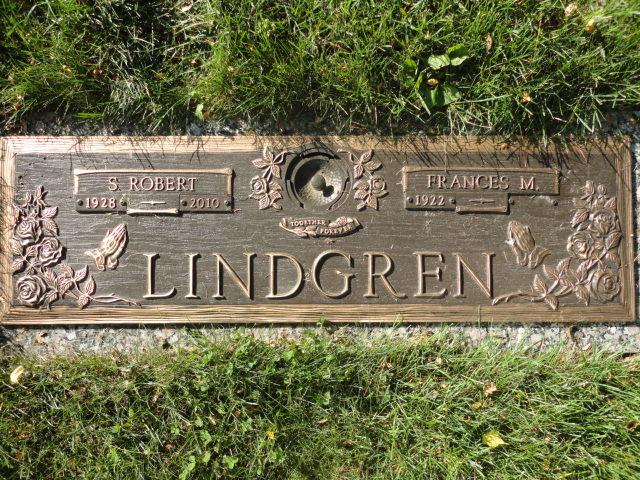 S. ROBERT
1928 2010
FRANCES M.
1922
TOGETHER
FOREVER
LINDGREN